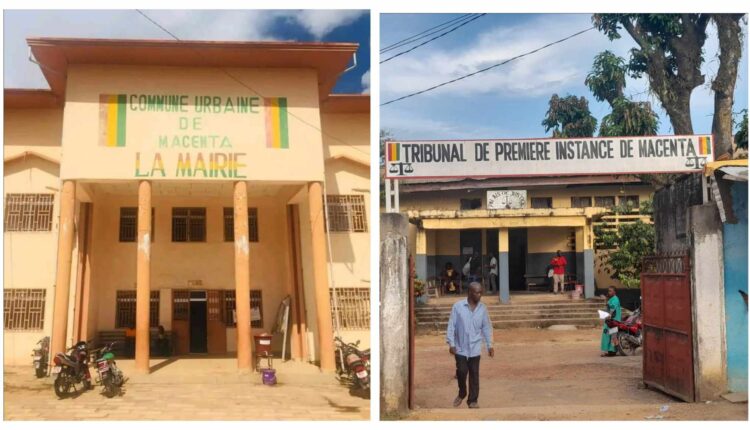 COMMUNE URBAINE
DE
MACENTA
LA MAIRIE
TRIBUNAL DE PREMIERE INSTANCE DE MACENTA